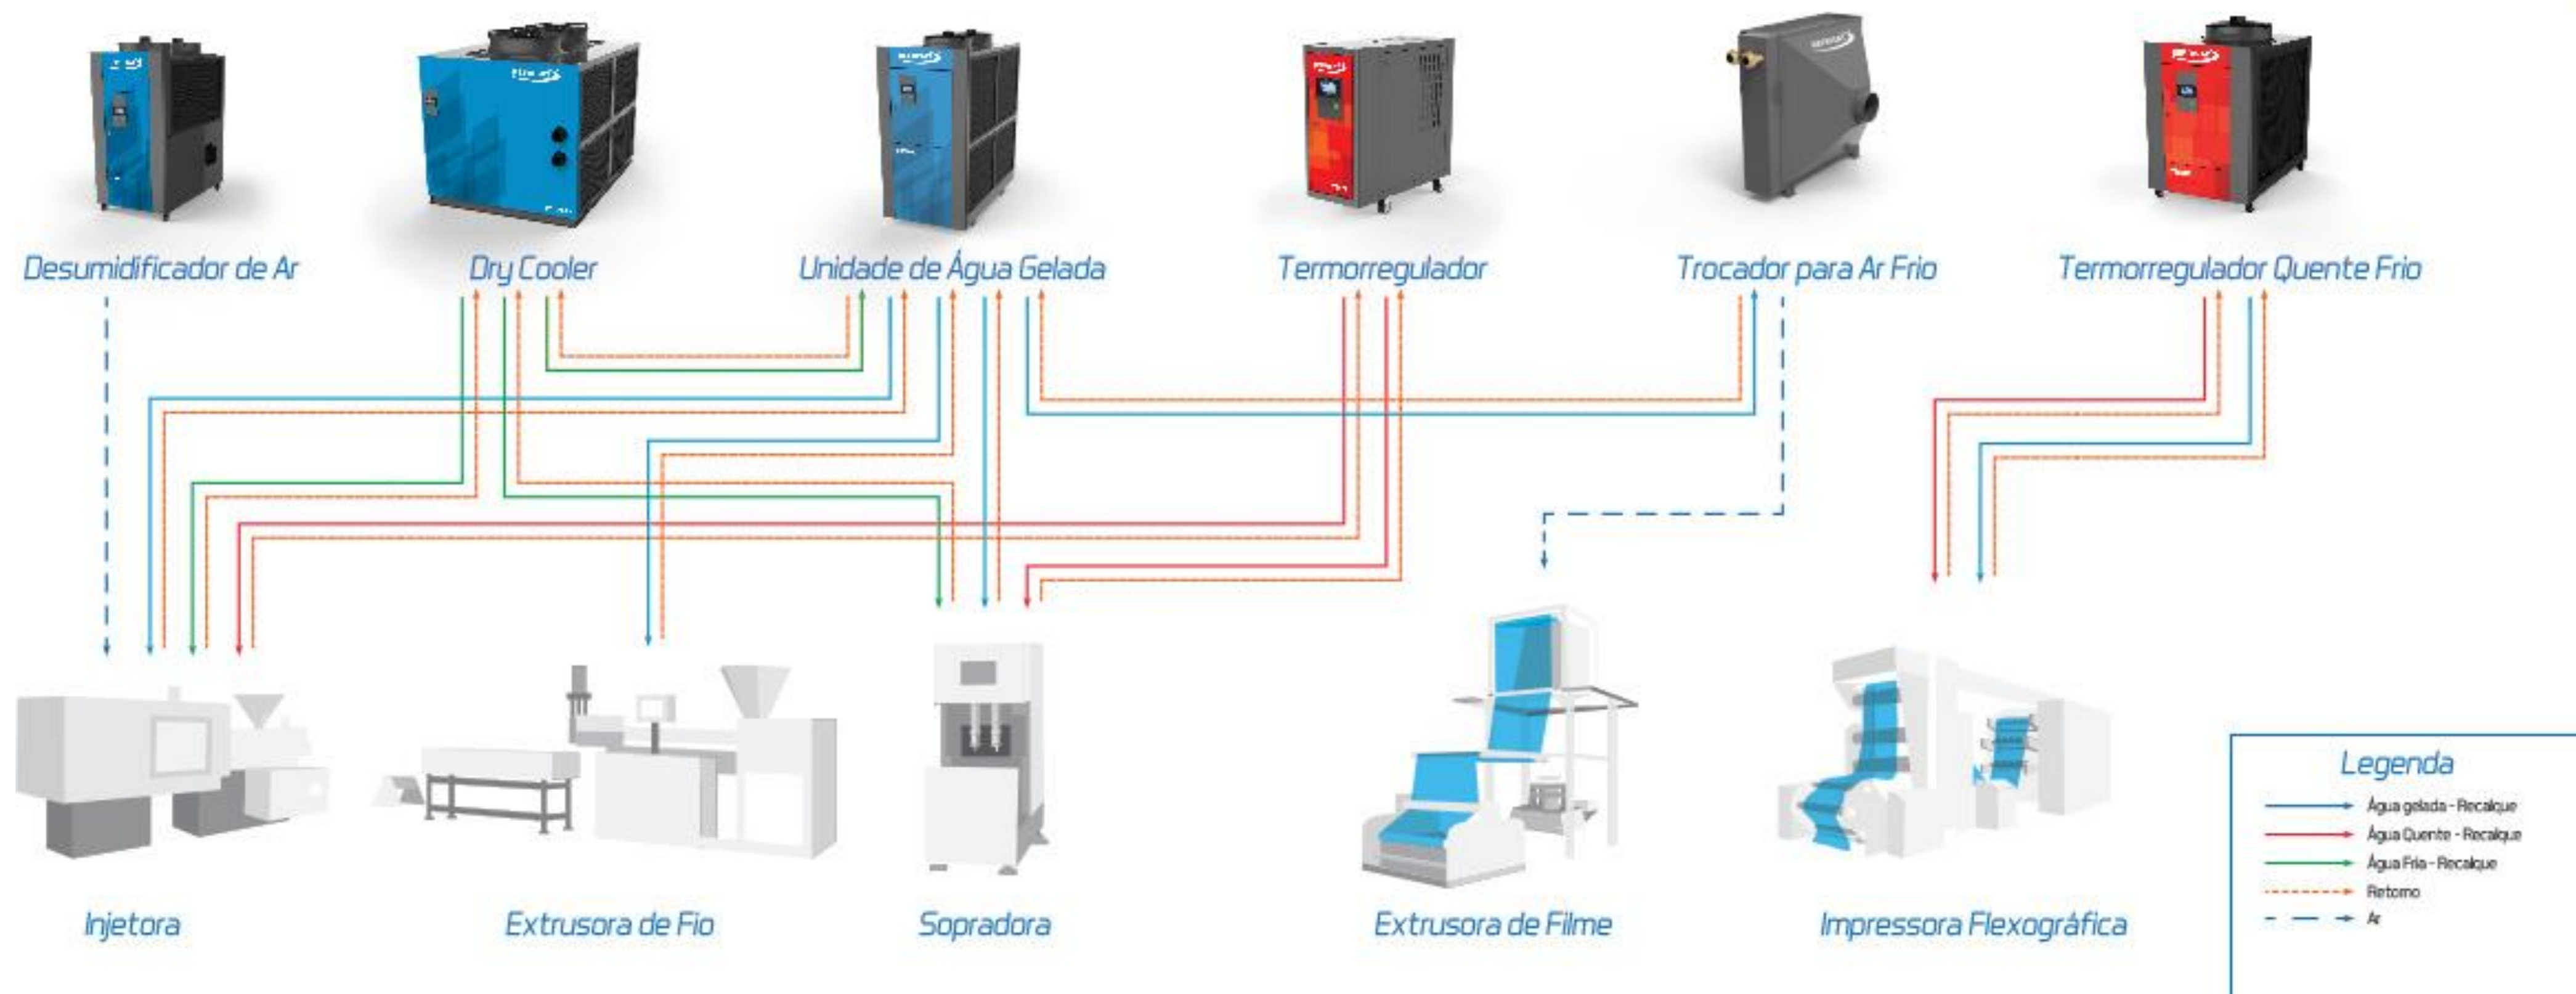 Desumidificador de Ar
Dry Cooler
Unidade de Água Gelada
Termorregulador
Trocador para Ar Frio
Termorregulador Quente Frio
Injetora
Extrusora de Fio
Sopradora
Extrusora de Filme
Impressora Flexográfica
Legenda
Água gelada - Recalque
Água Quente - Recalque
Água Fria - Recalque
Retorno
Ar